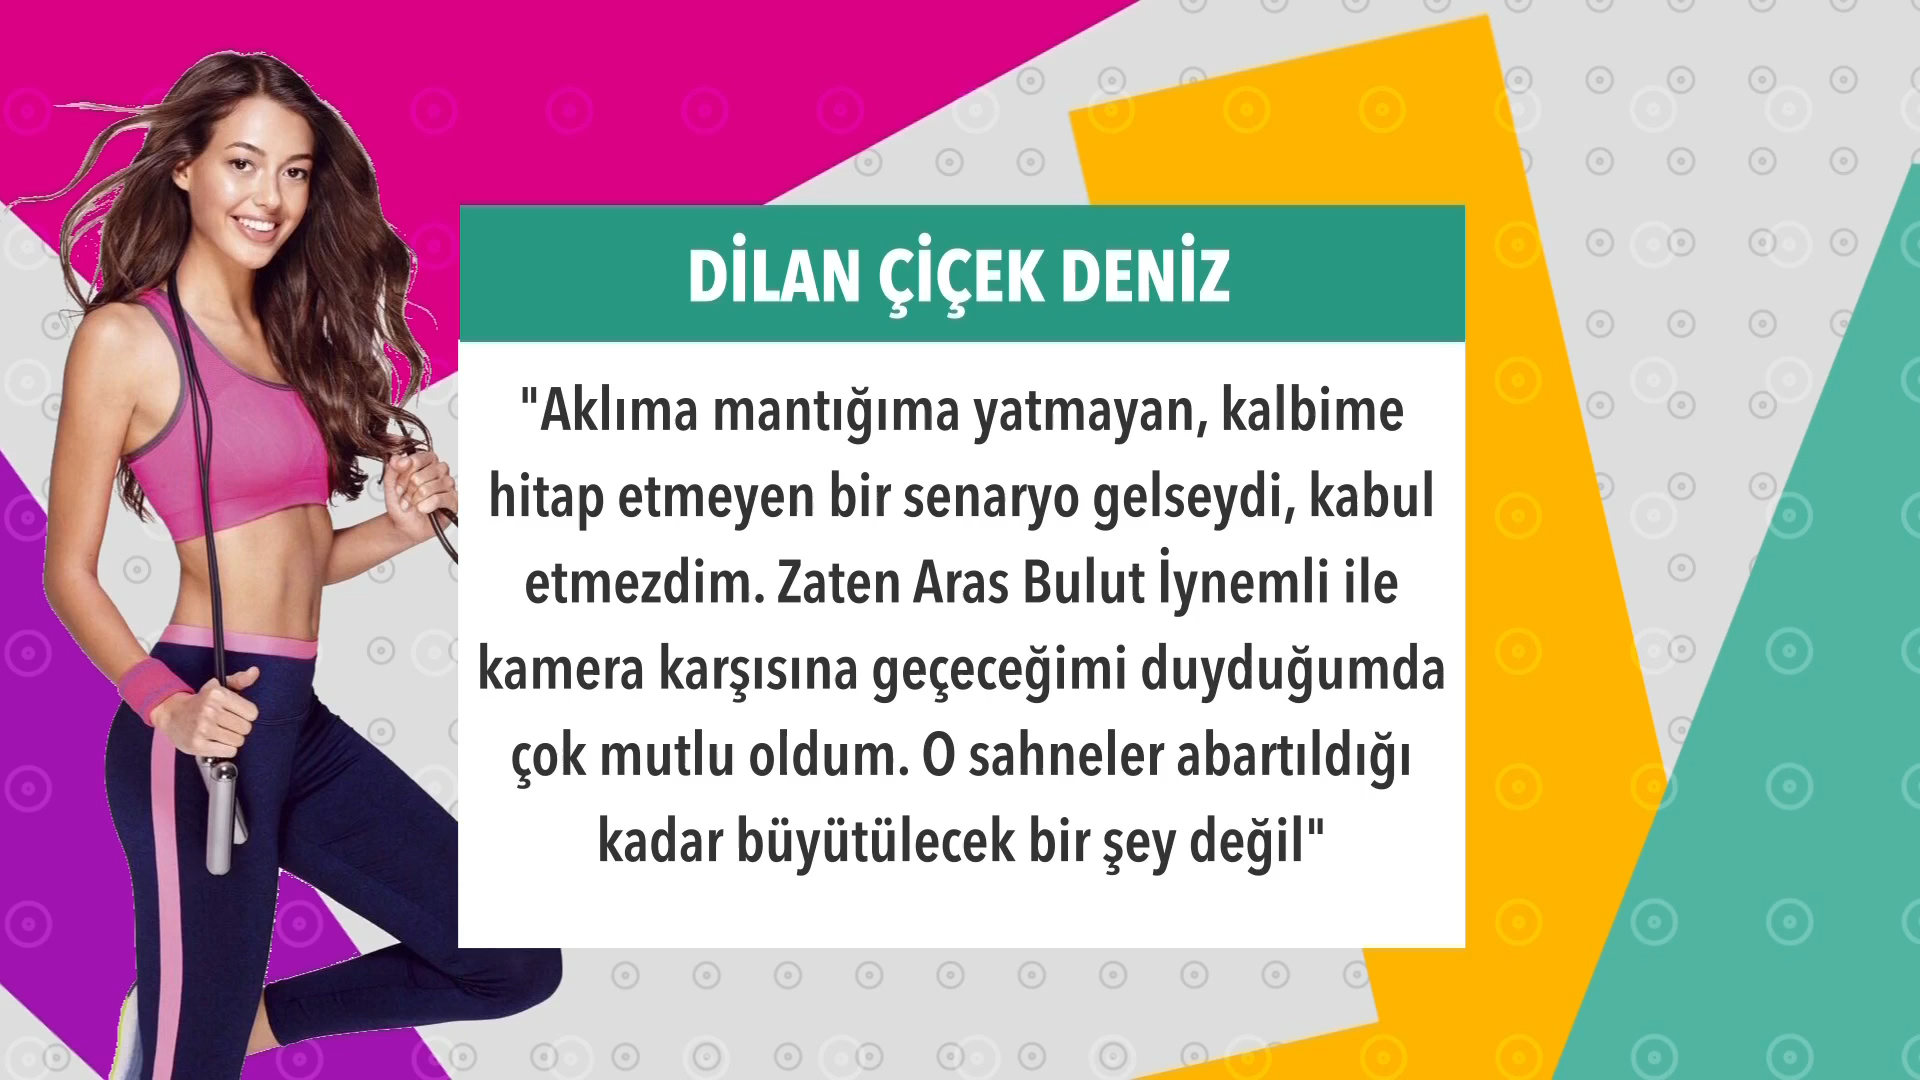 DİLAN ÇİÇEK DENİZ
"Aklıma mantığıma yatmayan, kalbime
hitap etmeyen bir senaryo gelseydi, kabul
etmezdim. Zaten Aras Bulut İynemli ile
kamera karşısına geçeceğimi duyduğumda
çok mutlu oldum. O sahneler abartıldığı
kadar büyütülecek bir şey değil"